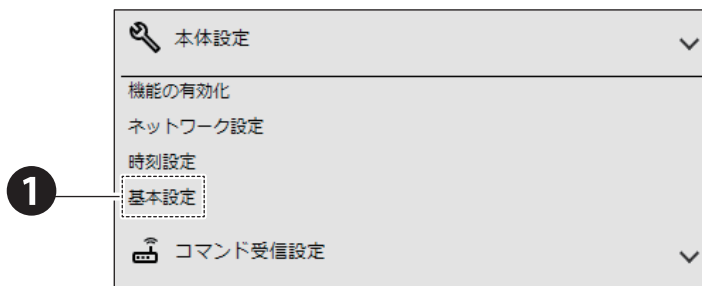 本体設定
機能の有効化
ネットワーク設定
時刻設定
1
基本設定
コマンド受信設定